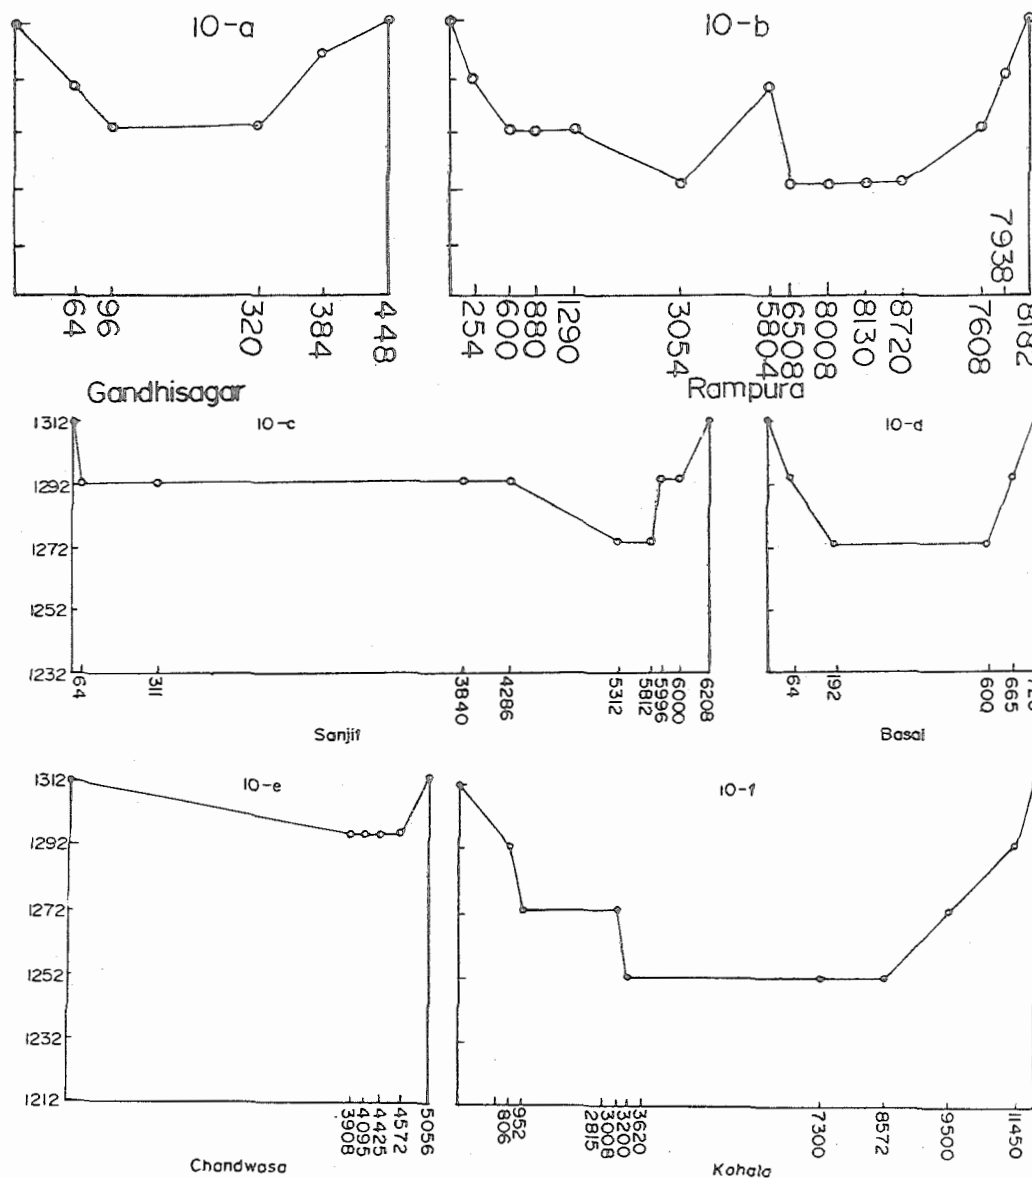 10-a
64 96 320 384 448
Gandhisagar
10-b
254 600 880 1290 3054 5804 6508 8008 8130 8720 7608 7938 8182
Rampura
10-c
1312
1292
1272
1252
1232
64 311 3840 4286 5312 5812 5996 6000 6208
Sanjit
10-d
64 192 600 665
Basai
10-e
1312
1292
1272
1252
1232
1212
3908 4095 4425 4572 5056
Chandwasa
10-f
806 952 2815 3008 3200 3620 7300 8572 9500 11450
Kohala